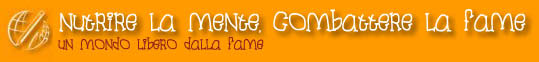 Nutrire la mente, Combattere la fame
un mondo libero dalla fame